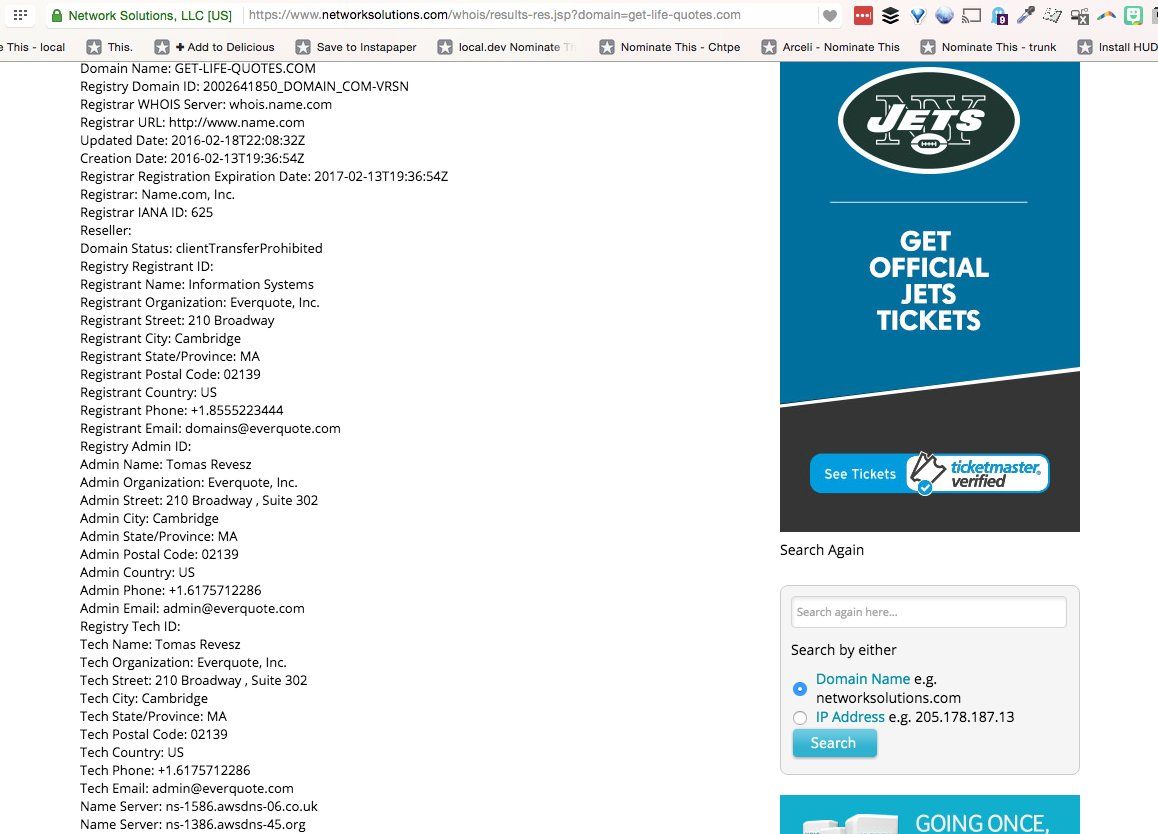 Network Solutions, LLC [US]
https://www.networksolutions.com/whois/results-res.jsp?domain=get-life-quotes.com
9
e This - local
This.
+ Add to Delicious
Save to Instapaper
local.dev Nominate Th
Nominate This - Chtpe
Arceli - Nominate This
Nominate This - trunk
Install HUD
Domain Name: GET-LIFE-QUOTES.COM
Registry Domain ID: 2002641850_DOMAIN_COM-VRSN
Registrar WHOIS Server: whois.name.com
Registrar URL: http://www.name.com
Updated Date: 2016-02-18T22:08:32Z
Creation Date: 2016-02-13T19:36:54Z
Registrar Registration Expiration Date: 2017-02-13T19:36:54Z
Registrar: Name.com, Inc.
Registrar IANA ID: 625
Reseller:
Domain Status: clientTransferProhibited
Registry Registrant ID:
Registrant Name: Information Systems
Registrant Organization: Everquote, Inc.
Registrant Street: 210 Broadway
Registrant City: Cambridge
Registrant State/Province: MA
Registrant Postal Code: 02139
Registrant Country: US
Registrant Phone: +1.8555223444
Registrant Email: domains@everquote.com
Registry Admin ID:
Admin Name: Tomas Revesz
Admin Organization: Everquote, Inc.
Admin Street: 210 Broadway , Suite 302
Admin City: Cambridge
Admin State/Province: MA
Admin Postal Code: 02139
Admin Country: US
Admin Phone: +1.6175712286
Admin Email: admin@everquote.com
Registry Tech ID:
Tech Name: Tomas Revesz
Tech Organization: Everquote, Inc.
Tech Street: 210 Broadway , Suite 302
Tech City: Cambridge
Tech State/Province: MA
Tech Postal Code: 02139
Tech Country: US
Tech Phone: +1.6175712286
Tech Email: admin@everquote.com
Name Server: ns-1586.awsdns-06.co.uk
Name Server: ns-1386.awsdns-45.org
NY
JETS
GET
OFFICIAL
JETS
TICKETS
See Tickets
ticketmaster
verified
Search Again
Search again here...
Search by either
Domain Name e.g.
networksolutions.com
IP Address e.g. 205.178.187.13
Search
GOING ONCE,